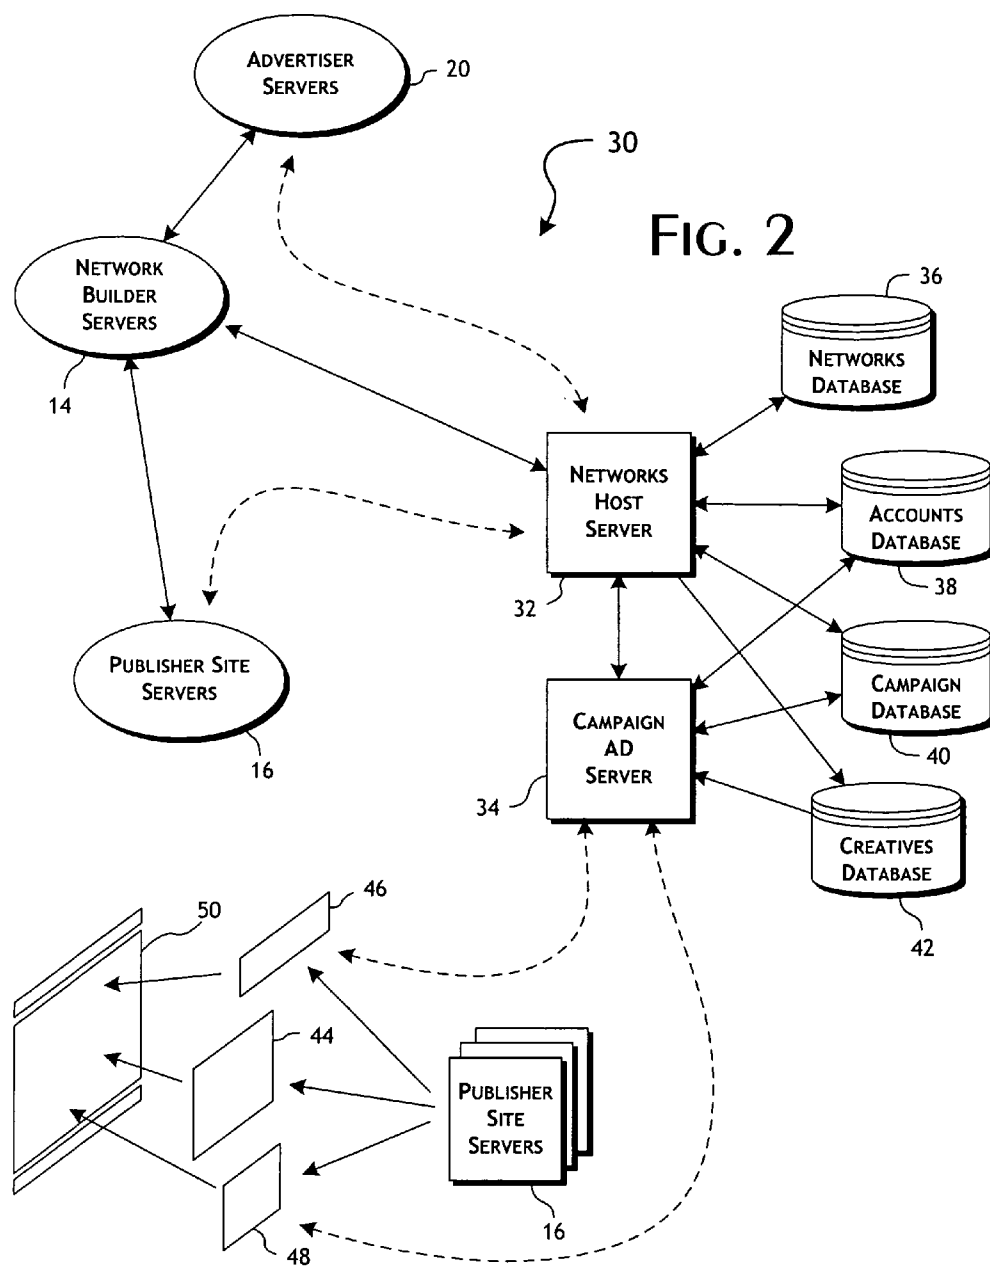 ADVERTISER
SERVERS
20
30
FIG. 2
NETWORK
BUILDER
SERVERS
14
36
NETWORKS
DATABASE
NETWORKS
HOST
SERVER
32
ACCOUNTS
DATABASE
38
PUBLISHER SITE
SERVERS
16
CAMPAIGN
AD
SERVER
34
CAMPAIGN
DATABASE
40
CREATIVES
DATABASE
42
46
50
44
PUBLISHER
SITE
SERVERS
16
48